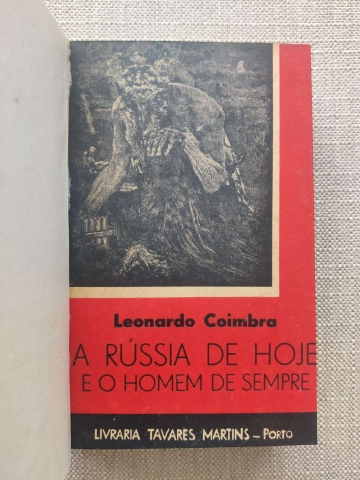 Leonardo Coimbra
A RÚSSIA DE HOJE
E O HOMEM DE SEMPRE
LIVRARIA TAVARES MARTINS – PORTO